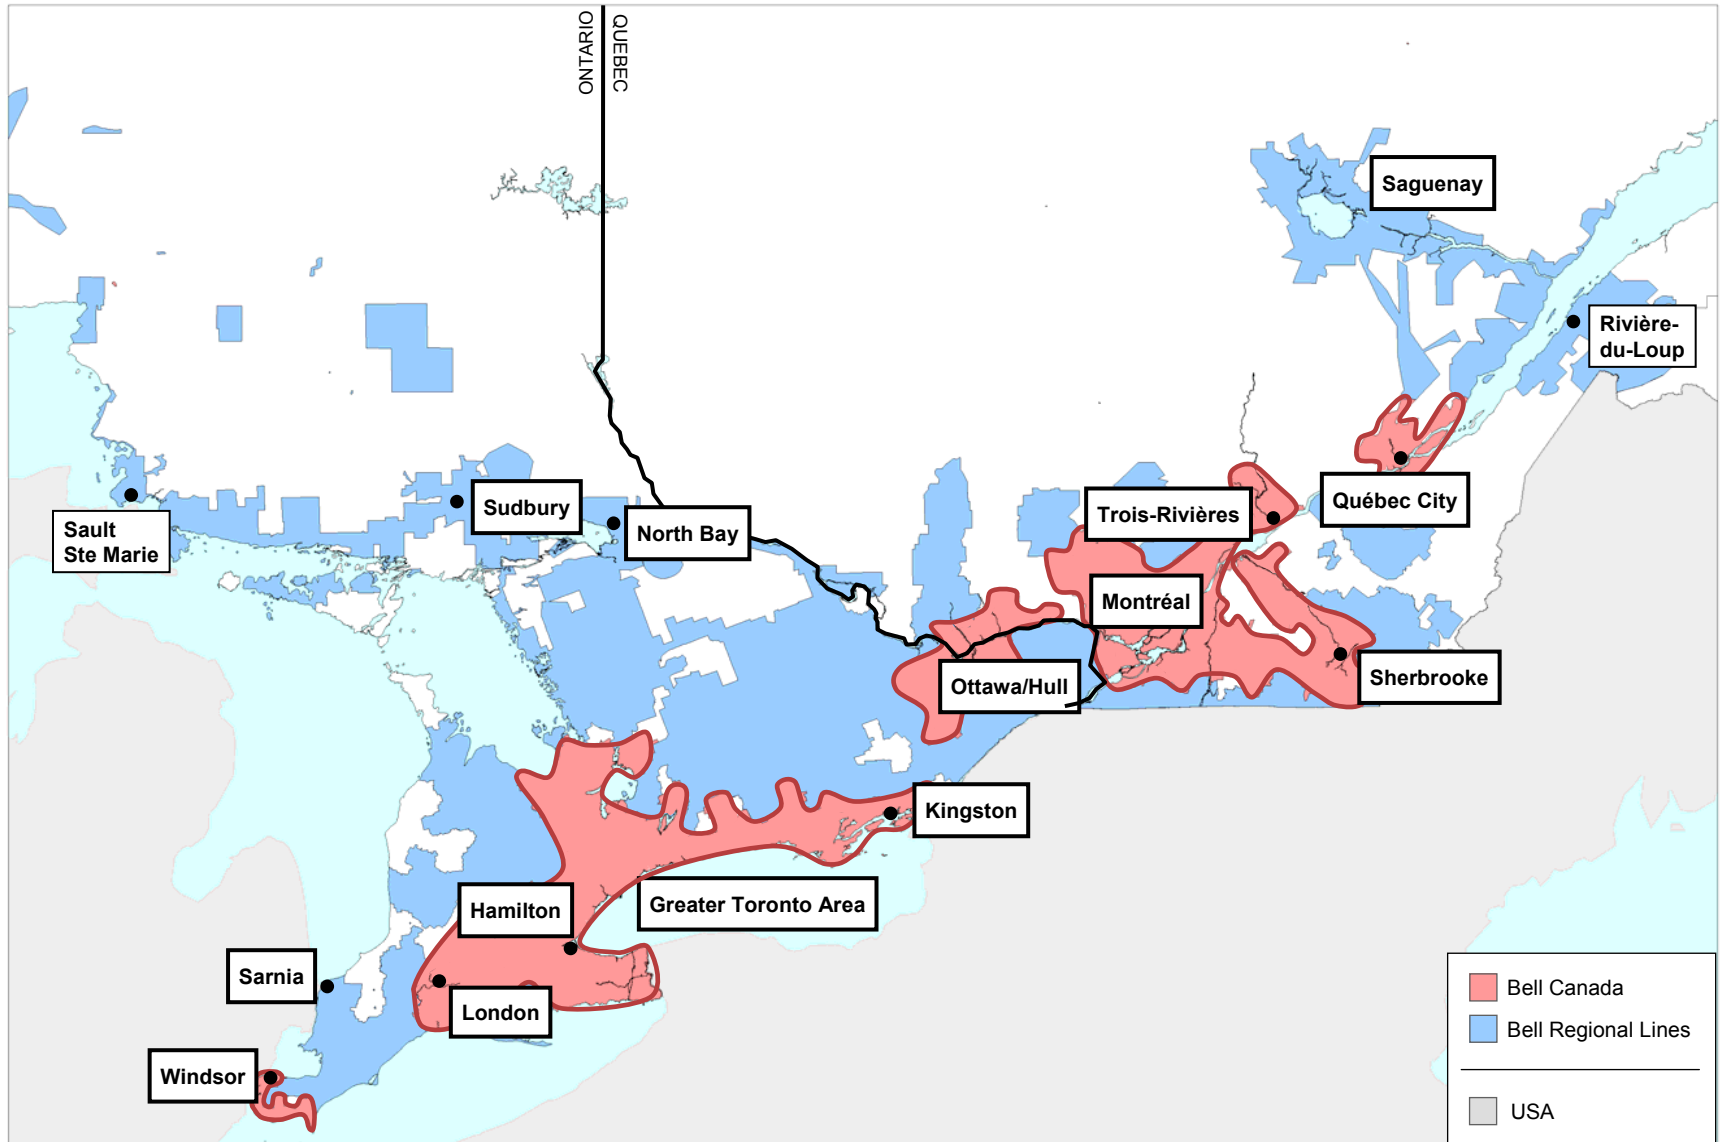 ONTARIO
QUEBEC
Saguenay
Rivière-
du-Loup
Sudbury
Québec City
Trois-Rivières
North Bay
Sault
Ste Marie
Montréal
Sherbrooke
Ottawa/Hull
Kingston
Greater Toronto Area
Hamilton
Sarnia
London
Windsor
Bell Canada
Bell Regional Lines
USA